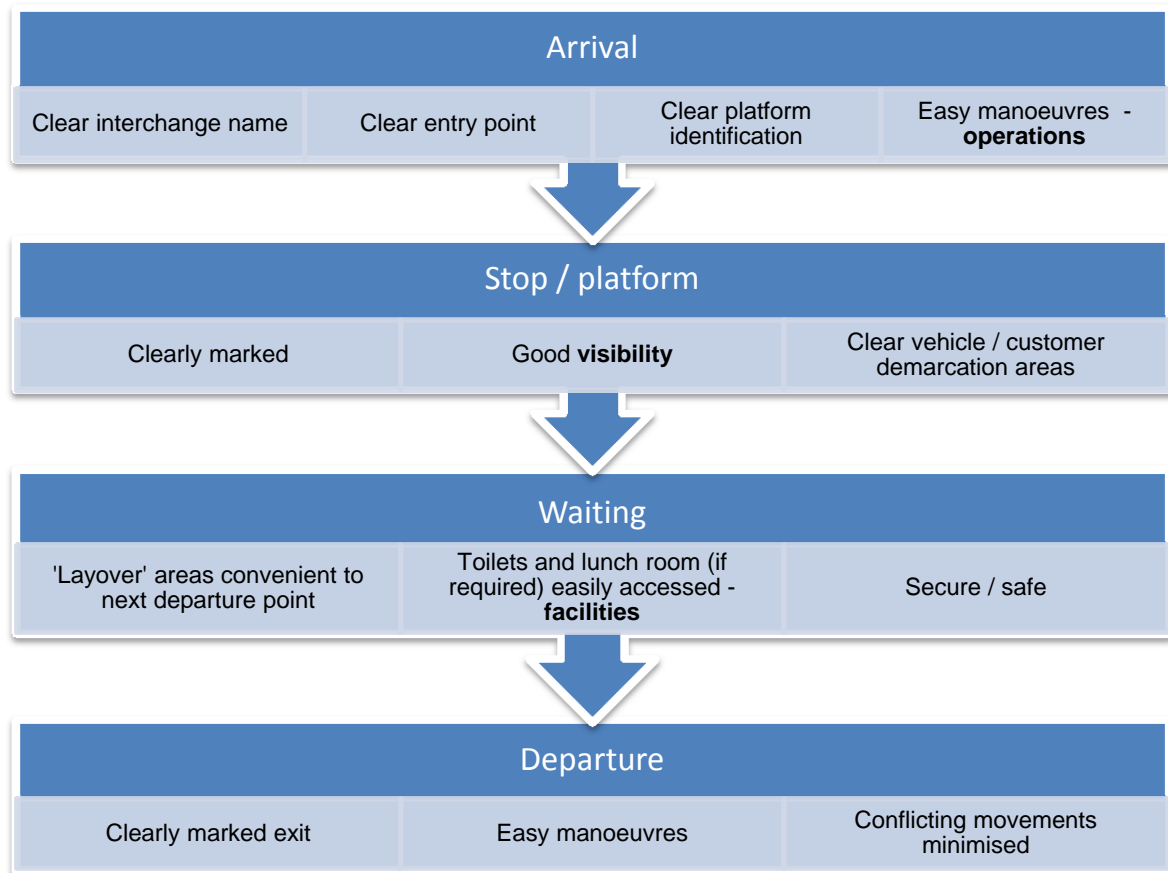 Arrival
Clear interchange name
Clear entry point
Clear platform
identification
Easy manoeuvres -
operations
Stop / platform
Clearly marked
Good visibility
Clear vehicle / customer
demarcation areas
Waiting
'Layover' areas convenient to
next departure point
Toilets and lunch room (if
required) easily accessed -
facilities
Secure / safe
Departure
Clearly marked exit
Easy manoeuvres
Conflicting movements
minimised